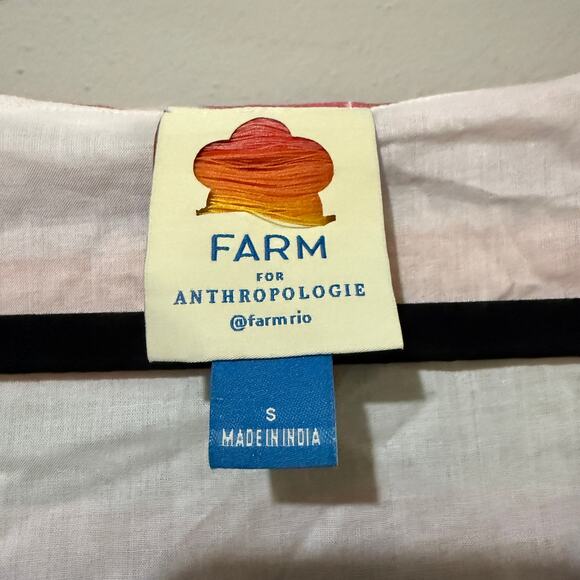 FARM
FOR
ANTHROPOLOGIE
@farmrio
S
MADE IN INDIA